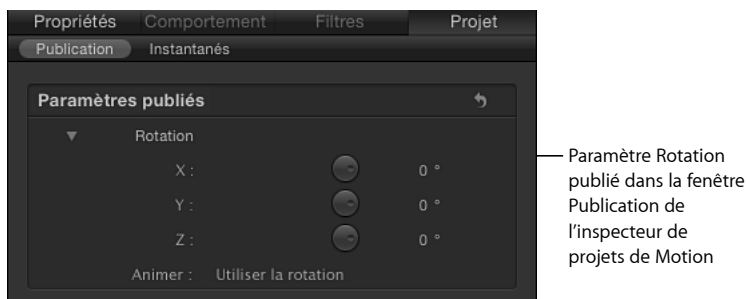 Propriétés Comportement Filtres Projet
Publication Instantanés
Paramètres publiés
Rotation
X : 0 °
Y : 0 °
Z : 0 °
Animer : Utiliser la rotation
Paramètre Rotation
publié dans la fenêtre
Publication de
l'inspecteur de
projets de Motion